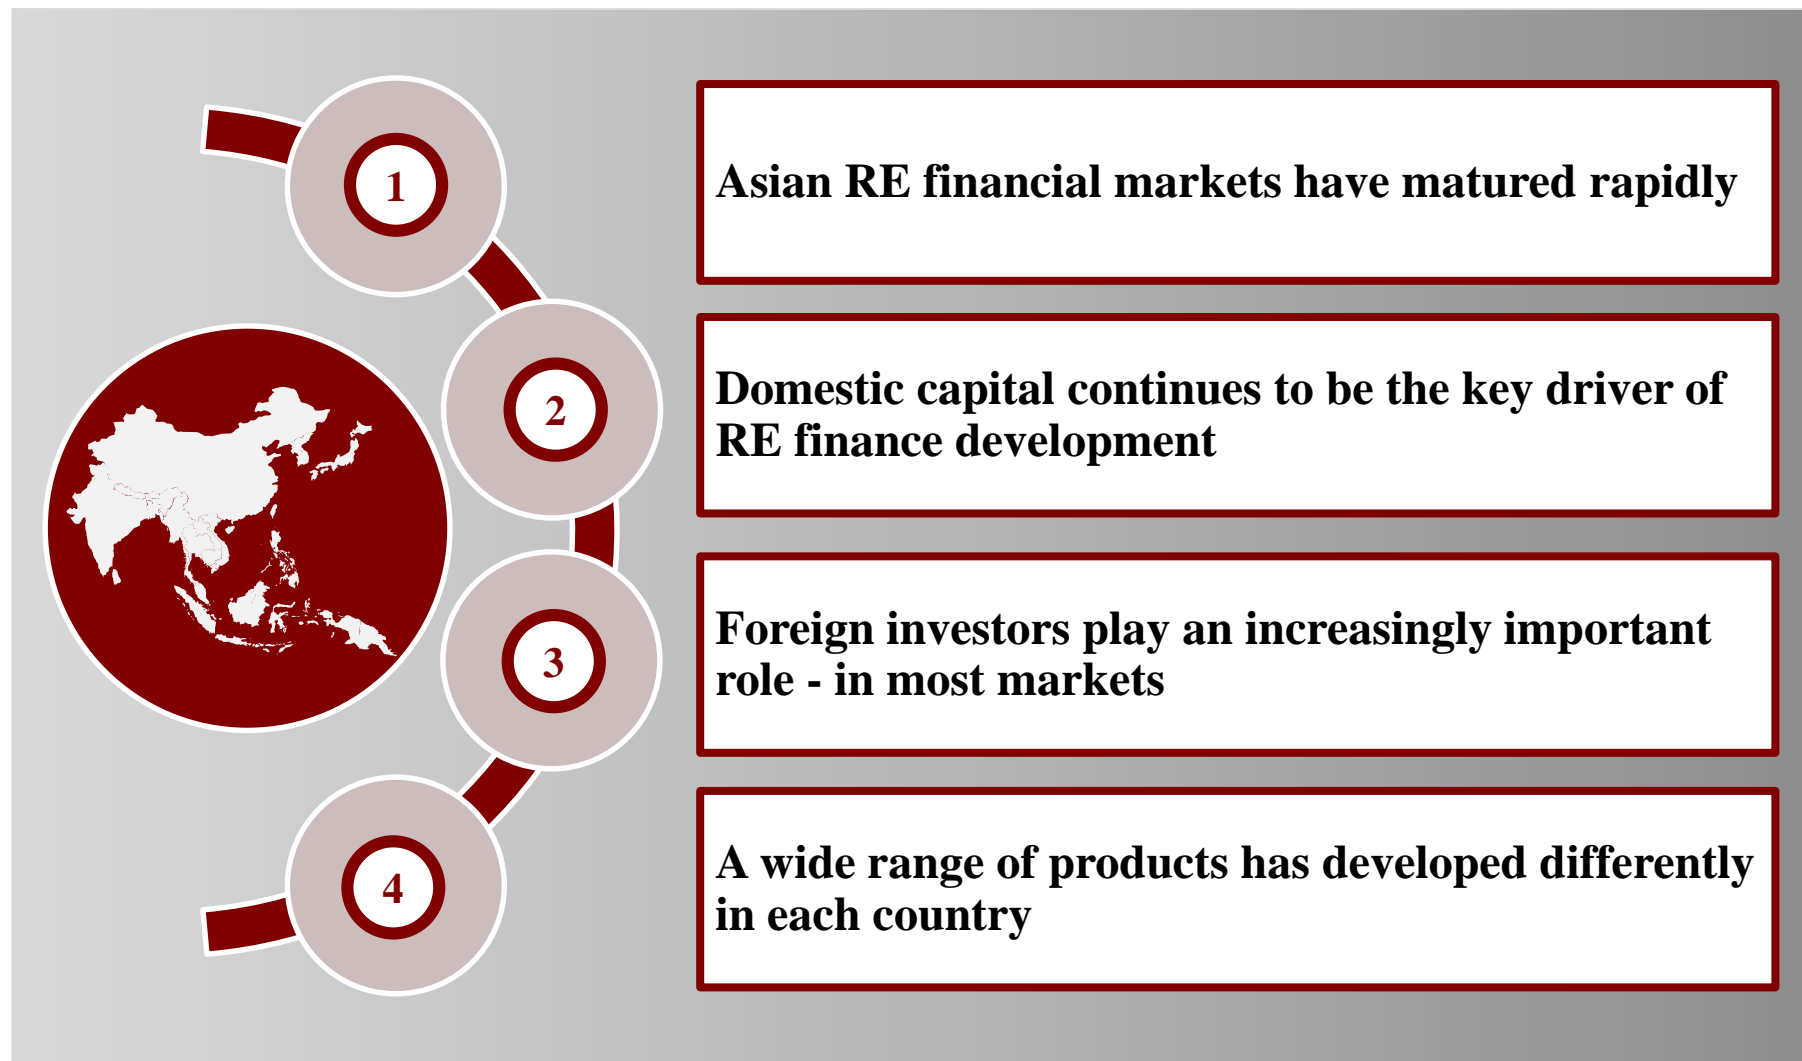 1
Asian RE financial markets have matured rapidly
2
Domestic capital continues to be the key driver of
RE finance development
3
Foreign investors play an increasingly important
role - in most markets
4
A wide range of products has developed differently
in each country